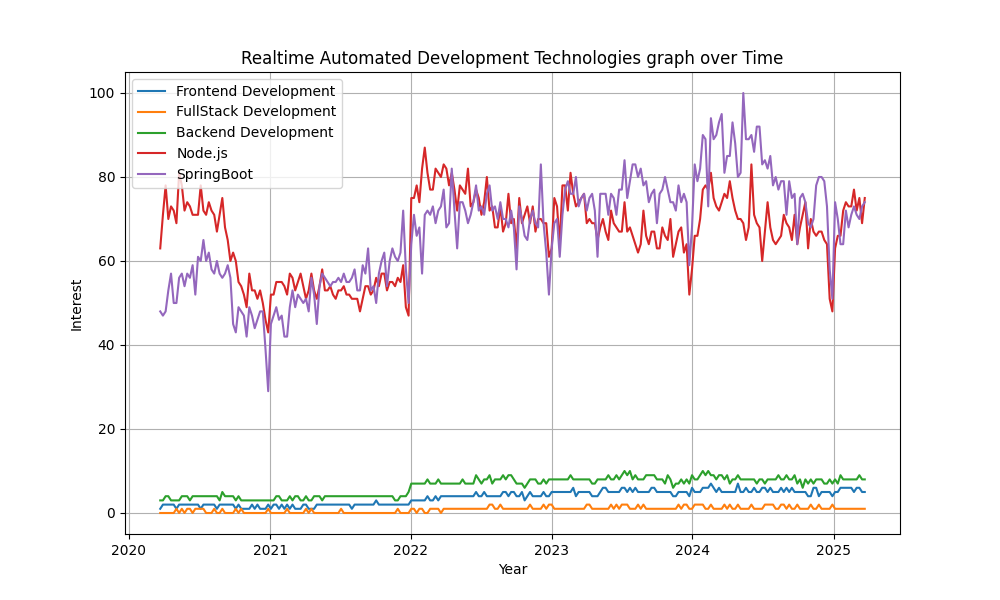 Realtime Automated Development Technologies graph over Time
Frontend Development
FullStack Development
Backend Development
Node.js
SpringBoot
100
80
60
40
20
0
Interest
2020 2021 2022 2023 2024 2025
Year